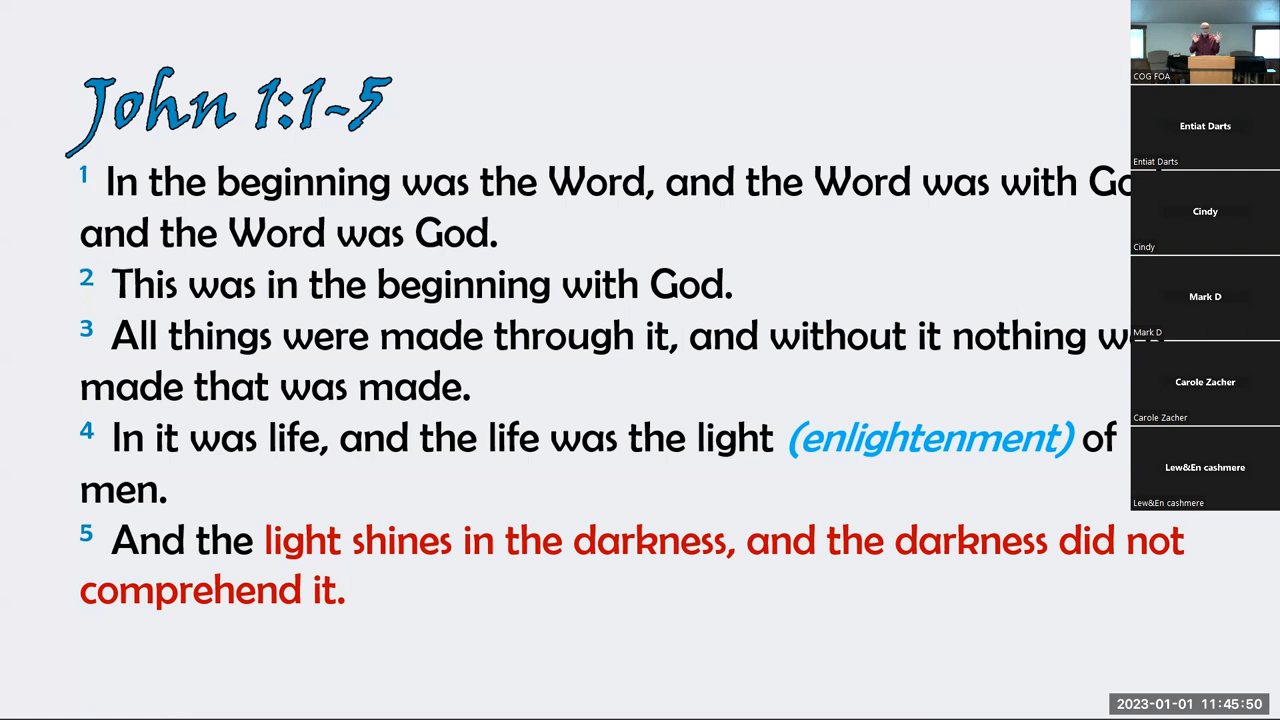 John 1:1-5
1 In the beginning was the Word, and the Word was with
and the Word was God.
2 This was in the beginning with God.
3 All things were made through it, and without it nothing
made that was made.
4 In it was life, and the life was the light (enlightenment) of
men.
5 And the light shines in the darkness, and the darkness did not
comprehend it.
COG FOA
Entiat Darts
Entiat Darts
Cindy
Cindy
Mark D
Mark D
Carole Zacher
Carole Zacher
Lew&En cashmere
Lew&En cashmere
2023-01-01 11:45:50